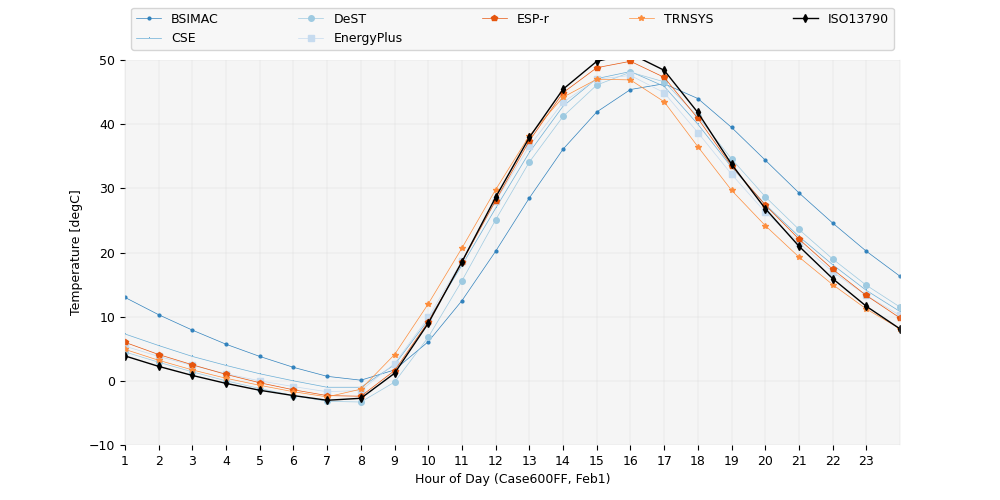 BSIMAC DeST ESP-r TRNSYS ISO13790
CSE EnergyPlus
50
40
30
20
10
0
−10
Temperature [degC]
1 2 3 4 5 6 7 8 9 10 11 12 13 14 15 16 17 18 19 20 21 22 23
Hour of Day (Case600FF, Feb1)